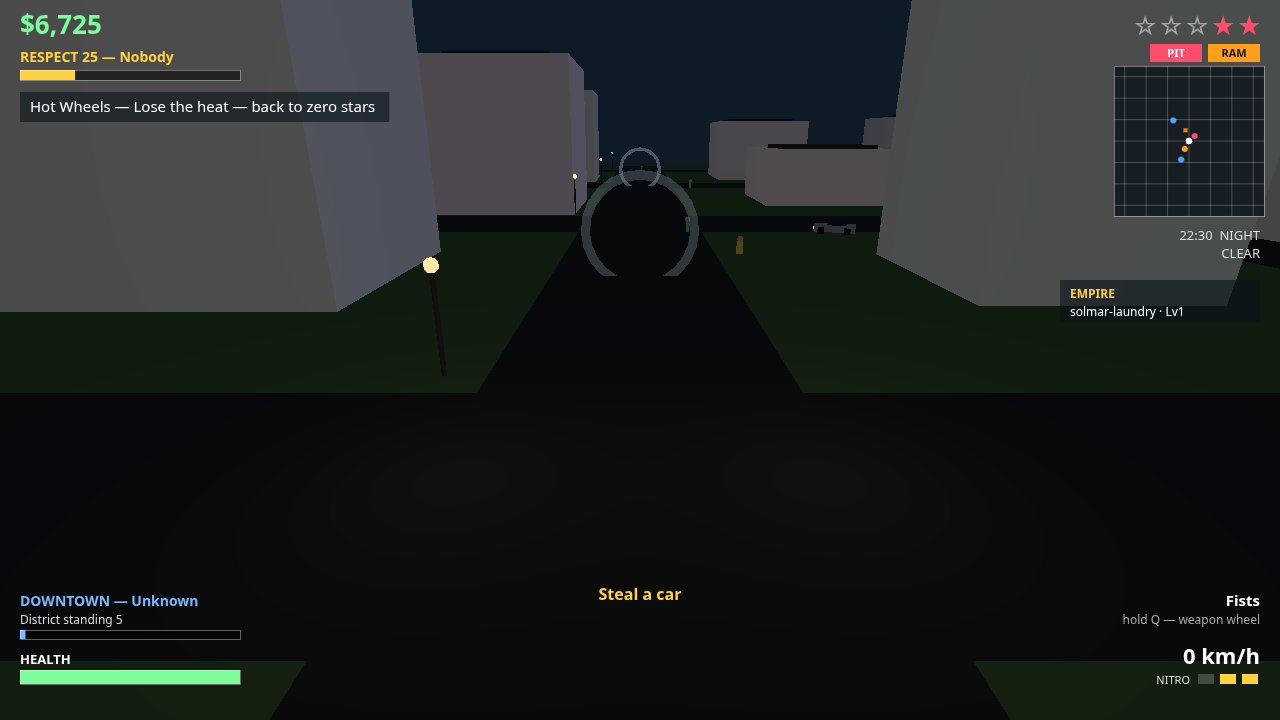 $6,725
RESPECT 25 — Nobody
Hot Wheels — Lose the heat — back to zero stars
PIT
RAM
22:30 NIGHT
CLEAR
EMPIRE
solmar-laundry · Lv1
Steal a car
DOWNTOWN — Unknown
District standing 5
HEALTH
Fists
hold Q — weapon wheel
0 km/h
NITRO